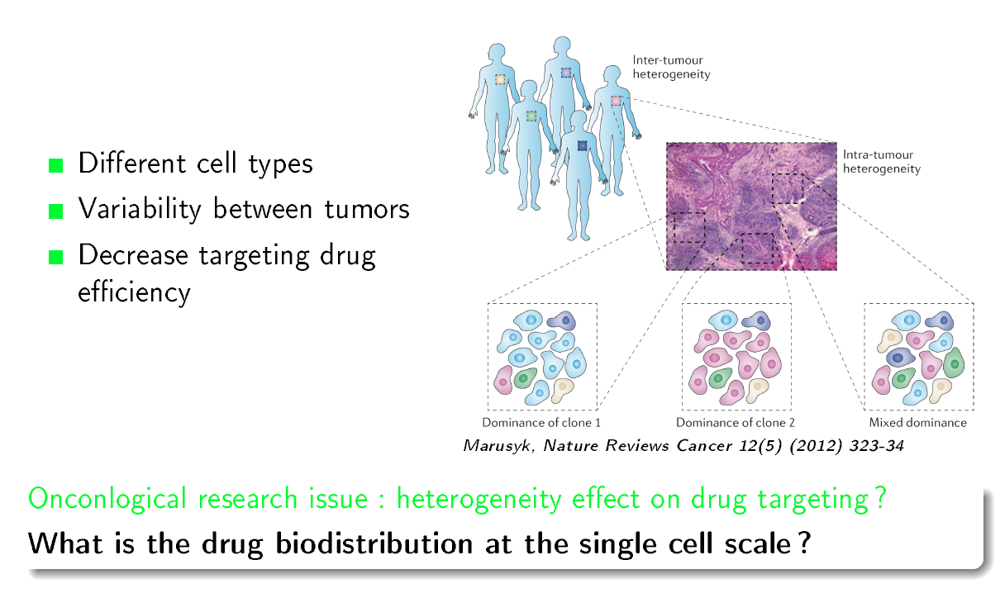 Different cell types
Variability between tumors
Decrease targeting drug
efficiency
Inter-tumour
heterogeneity
Intra-tumour
heterogeneity
Dominance of clone 1
Dominance of clone 2
Mixed dominance
Marusyk, Nature Reviews Cancer 12(5) (2012) 323-34
Onconlogical research issue : heterogeneity effect on drug targeting ?
What is the drug biodistribution at the single cell scale ?